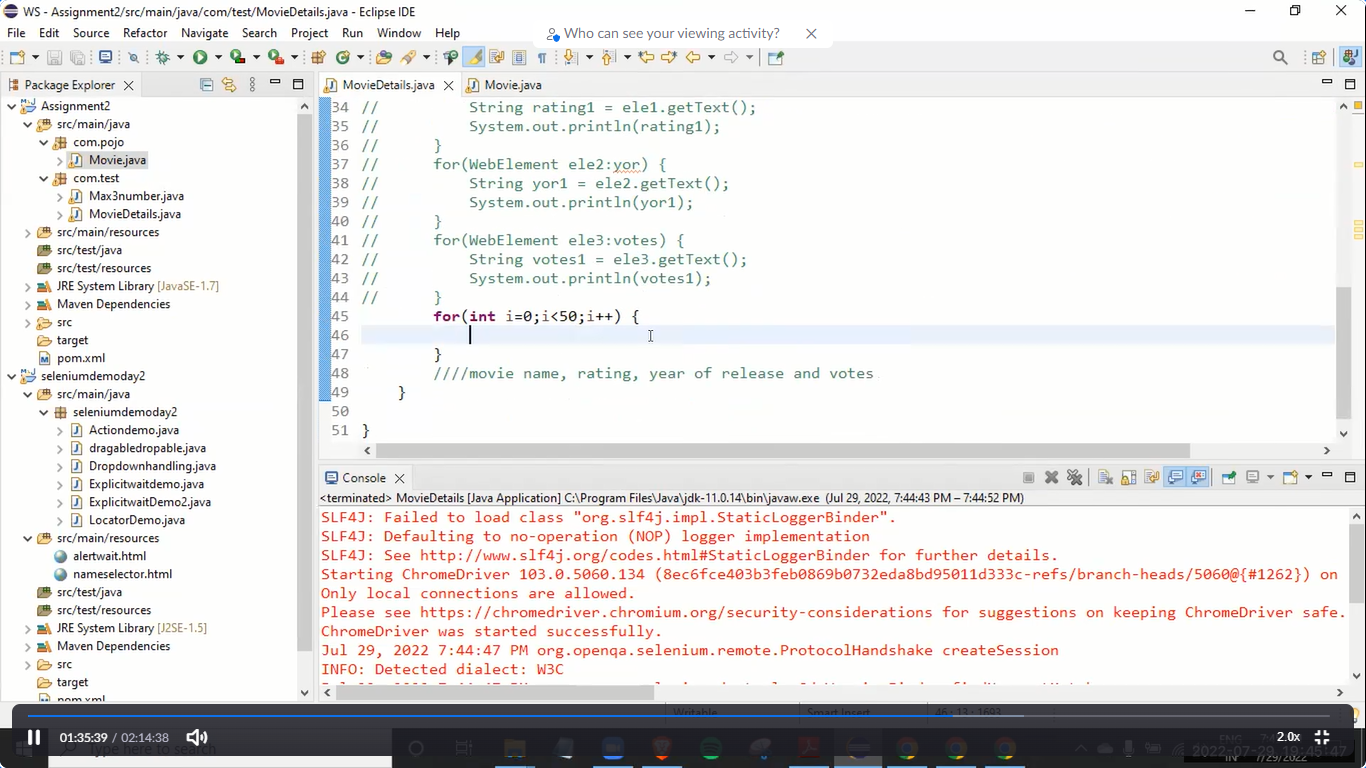 WS - Assignment2/src/main/java/com/test/MovieDetails.java - Eclipse IDE
File Edit Source Refactor Navigate Search Project Run Window Help
Who can see your viewing activity?
Package Explorer
MovieDetails.java
Movie.java
Assignment2
src/main/java
com.pojo
Movie.java
com.test
Max3number.java
MovieDetails.java
src/main/resources
src/test/java
src/test/resources
JRE System Library [JavaSE-1.7]
Maven Dependencies
src
target
pom.xml
seleniumdemoday2
src/main/java
seleniumdemoday2
Actiondemo.java
dragabledropable.java
Dropdownhandling.java
Explicitwaitdemo.java
ExplicitwaitDemo2.java
LocatorDemo.java
src/main/resources
alertwait.html
nameselector.html
src/test/java
src/test/resources
JRE System Library [J2SE-1.5]
Maven Dependencies
src
target
pom.xml
34 // String rating1 = ele1.getText();
35 // System.out.println(rating1);
36 // }
37 // for(WebElement ele2:yor) {
38 // String yor1 = ele2.getText();
39 // System.out.println(yor1);
40 // }
41 // for(WebElement ele3:votes) {
42 // String votes1 = ele3.getText();
43 // System.out.println(votes1);
44 // }
45 for(int i=0;i<50;i++) {
46
47 }
48 ////movie name, rating, year of release and votes
49 }
50
51 }
Console
<terminated> MovieDetails [Java Application] C:\Program Files\Java\jdk-11.0.14\bin\javaw.exe (Jul 29, 2022, 7:44:43 PM – 7:44:52 PM)
SLF4J: Failed to load class "org.slf4j.impl.StaticLoggerBinder".
SLF4J: Defaulting to no-operation (NOP) logger implementation
SLF4J: See http://www.slf4j.org/codes.html#StaticLoggerBinder for further details.
Starting ChromeDriver 103.0.5060.134 (8ec6fce403b3feb0869b0732eda8bd95011d333c-refs/branch-heads/5060@{#1262}) on
Only local connections are allowed.
Please see https://chromedriver.chromium.org/security-considerations for suggestions on keeping ChromeDriver safe.
ChromeDriver was started successfully.
Jul 29, 2022 7:44:47 PM org.openqa.selenium.remote.ProtocolHandshake createSession
INFO: Detected dialect: W3C
Writable Smart Insert 46 : 13 : 1693
01:35:39 / 02:14:38
2.0x
Type here to search
2022-07-29 19:45:47
7/29/2022